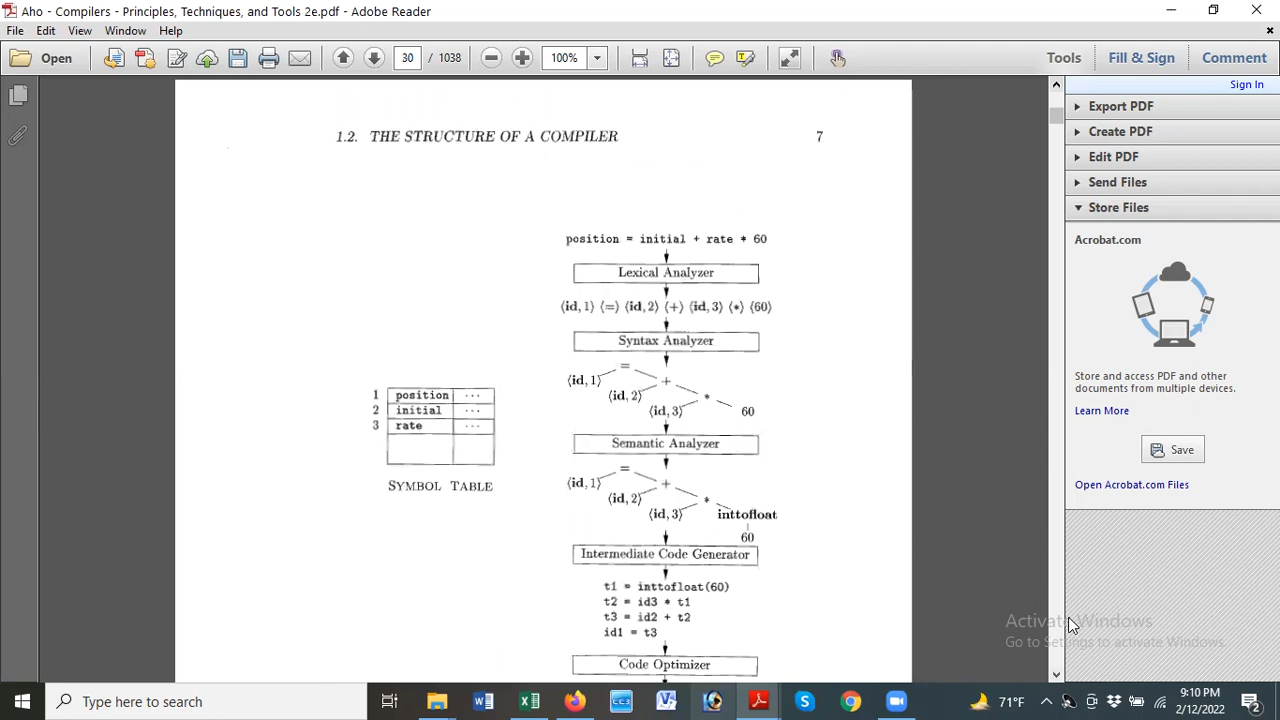 Aho - Compilers - Principles, Techniques, and Tools 2e.pdf - Adobe Reader
File Edit View Window Help
Open 30 / 1038 100% Tools Fill & Sign Comment
Sign In
Export PDF
Create PDF
Edit PDF
Send Files
Store Files
Acrobat.com
Store and access PDF and other
documents from multiple devices.
Learn More
Save
Open Acrobat.com Files
1.2. THE STRUCTURE OF A COMPILER 7
position = initial + rate * 60
Lexical Analyzer
⟨id, 1⟩ ⟨=⟩ ⟨id, 2⟩ ⟨+⟩ ⟨id, 3⟩ ⟨*⟩ ⟨60⟩
Syntax Analyzer
=
⟨id, 1⟩ +
⟨id, 2⟩ *
⟨id, 3⟩ 60
1 position ...
2 initial ...
3 rate ...
SYMBOL TABLE
Semantic Analyzer
=
⟨id, 1⟩ +
⟨id, 2⟩ *
⟨id, 3⟩ inttofloat
60
Intermediate Code Generator
t1 = inttofloat(60)
t2 = id3 * t1
t3 = id2 + t2
id1 = t3
Code Optimizer
Activate Windows
Go to Settings to activate Windows.
Type here to search
71°F
9:10 PM
2/12/2022
2